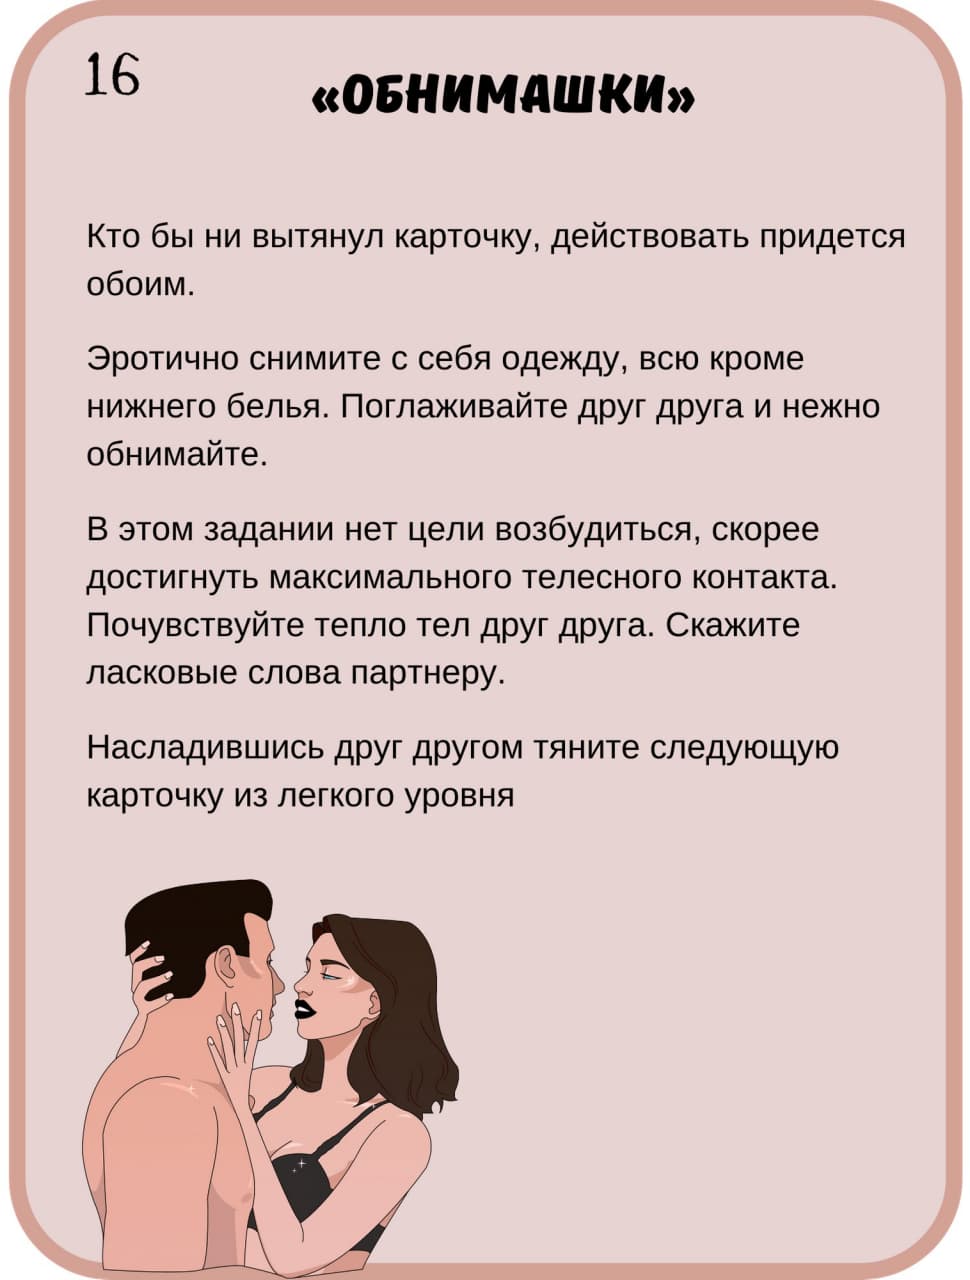 16
«ОБНИМАШКИ»
Кто бы ни вытянул карточку, действовать придется
обоим.
Эротично снимите с себя одежду, всю кроме
нижнего белья. Поглаживайте друг друга и нежно
обнимайте.
В этом задании нет цели возбудиться, скорее
достигнуть максимального телесного контакта.
Почувствуйте тепло тел друг друга. Скажите
ласковые слова партнеру.
Насладившись друг другом тяните следующую
карточку из легкого уровня